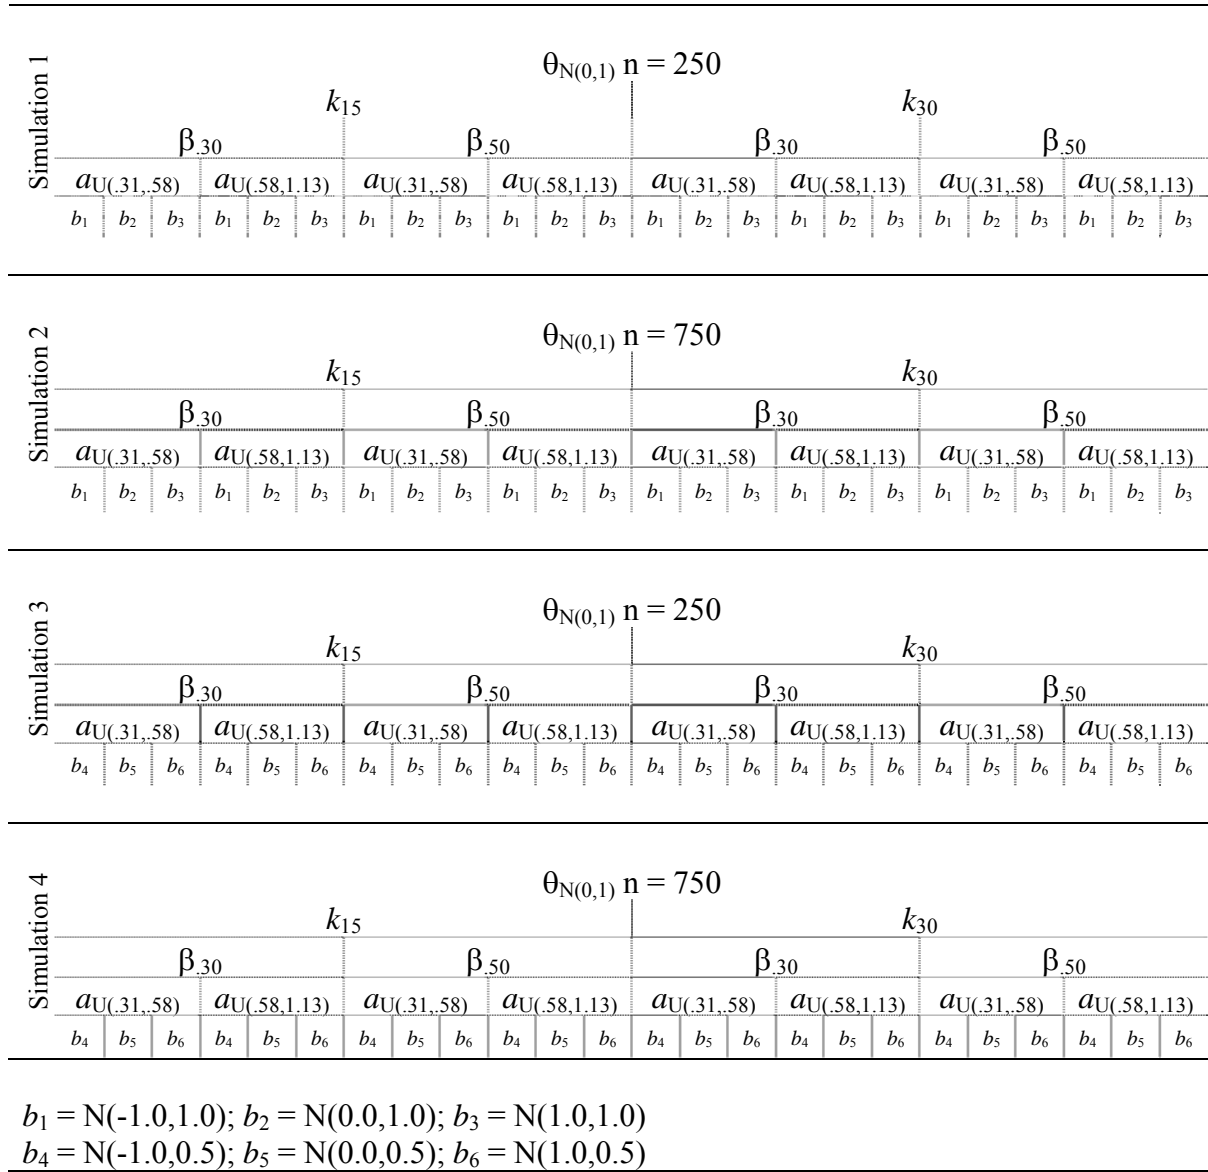 Simulation 1
θN(0,1) n = 250
k15 k30
β.30 β.50 β.30 β.50
aU(.31,.58) aU(.58,1.13) aU(.31,.58) aU(.58,1.13) aU(.31,.58) aU(.58,1.13) aU(.31,.58) aU(.58,1.13)
b1 b2 b3 b1 b2 b3 b1 b2 b3 b1 b2 b3 b1 b2 b3 b1 b2 b3 b1 b2 b3 b1 b2 b3
Simulation 2
θN(0,1) n = 750
k15 k30
β.30 β.50 β.30 β.50
aU(.31,.58) aU(.58,1.13) aU(.31,.58) aU(.58,1.13) aU(.31,.58) aU(.58,1.13) aU(.31,.58) aU(.58,1.13)
b1 b2 b3 b1 b2 b3 b1 b2 b3 b1 b2 b3 b1 b2 b3 b1 b2 b3 b1 b2 b3 b1 b2 b3
Simulation 3
θN(0,1) n = 250
k15 k30
β.30 β.50 β.30 β.50
aU(.31,.58) aU(.58,1.13) aU(.31,.58) aU(.58,1.13) aU(.31,.58) aU(.58,1.13) aU(.31,.58) aU(.58,1.13)
b4 b5 b6 b4 b5 b6 b4 b5 b6 b4 b5 b6 b4 b5 b6 b4 b5 b6 b4 b5 b6 b4 b5 b6
Simulation 4
θN(0,1) n = 750
k15 k30
β.30 β.50 β.30 β.50
aU(.31,.58) aU(.58,1.13) aU(.31,.58) aU(.58,1.13) aU(.31,.58) aU(.58,1.13) aU(.31,.58) aU(.58,1.13)
b4 b5 b6 b4 b5 b6 b4 b5 b6 b4 b5 b6 b4 b5 b6 b4 b5 b6 b4 b5 b6 b4 b5 b6
b1 = N(-1.0,1.0); b2 = N(0.0,1.0); b3 = N(1.0,1.0)
b4 = N(-1.0,0.5); b5 = N(0.0,0.5); b6 = N(1.0,0.5)